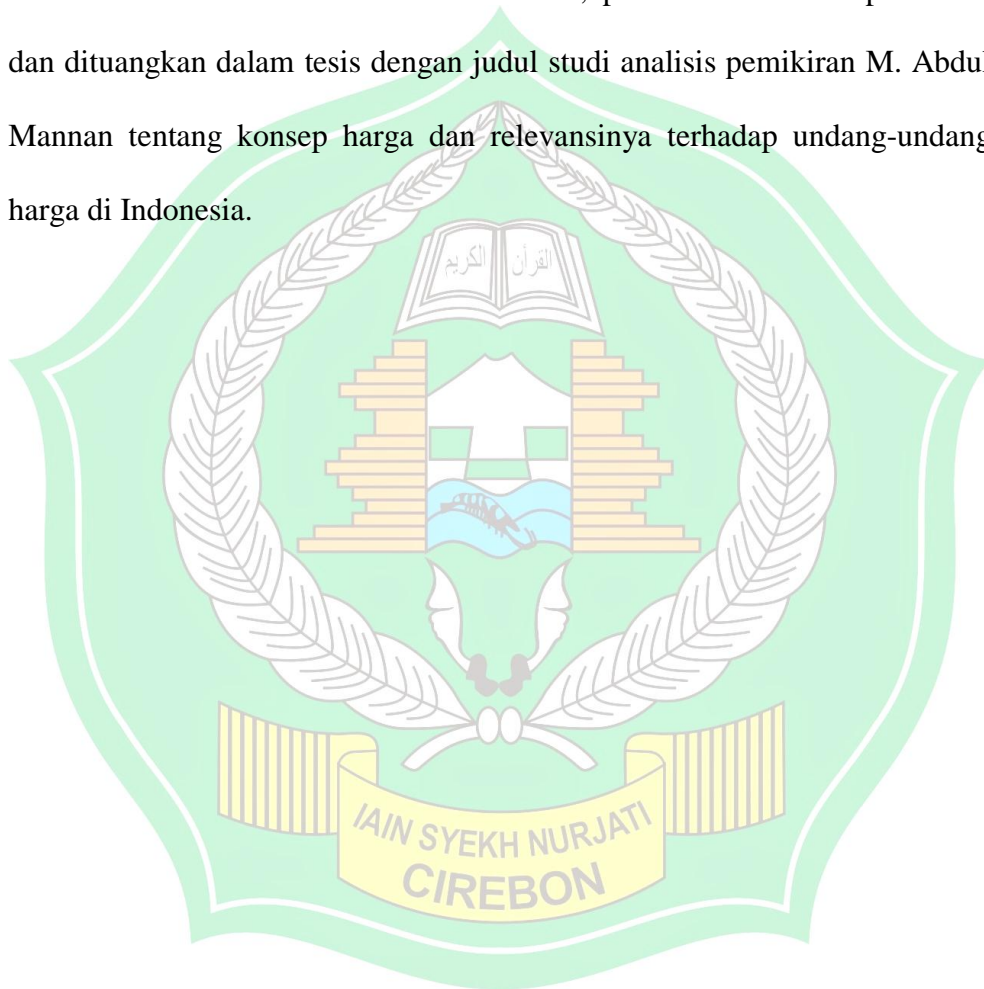 dan dituangkan dalam tesis dengan judul studi analisis pemikiran M. Abdul
Mannan tentang konsep harga dan relevansinya terhadap undang-undang
harga di Indonesia.
القرآن الكريم
IAIN SYEKH NURJATI
CIREBON